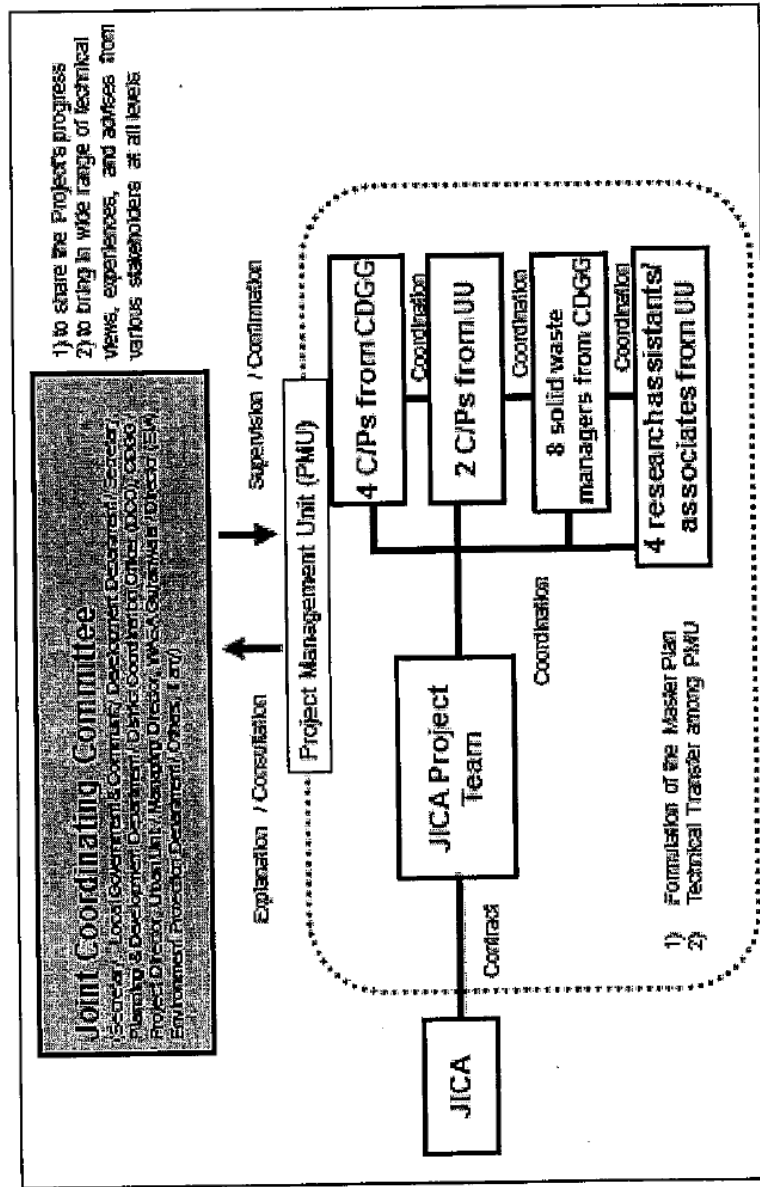 Joint Coordinating Committee
(Secretary, Local Government & Community Development Department / Secretary,
Planning & Development Department / District Coordination Officer (DCO), CDGG /
Project Director, Urban Unit / Managing Director, WASA Gujranwala / Director (EIA)
Environment Protection Department / Others, if any)
1) to share the Project's progress
2) to bring in wide range of technical
views, experiences, and advises from
various stakeholders at all levels
Explanation / Consultation
Supervision / Confirmation
Project Management Unit (PMU)
JICA
Contract
JICA Project
Team
Coordination
4 C/Ps from CDGG
Coordination
2 C/Ps from UU
Coordination
8 solid waste
managers from CDGG
Coordination
4 research assistants/
associates from UU
1) Formulation of the Master Plan
2) Technical Transfer among PMU